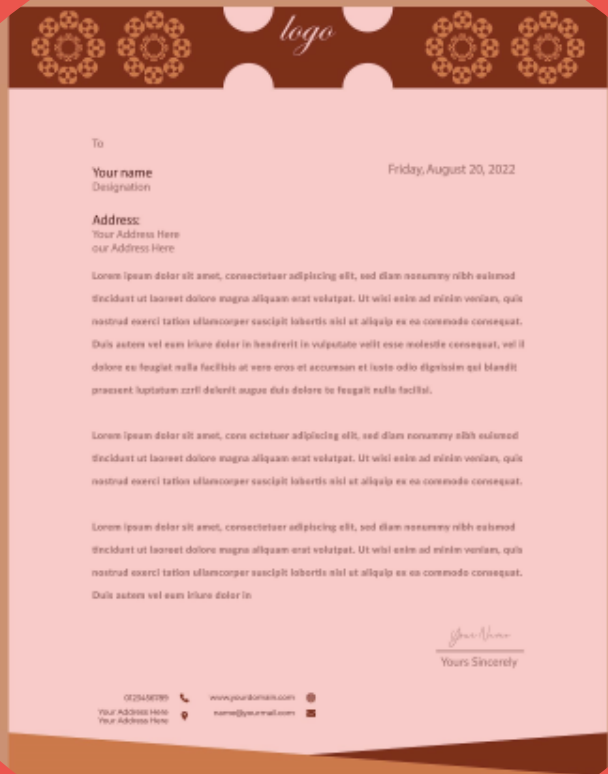 logo
To
Your name
Designation
Friday, August 20, 2022
Address:
Your Address Here
our Address Here
Lorem ipsum dolor sit amet, consectetuer adipiscing elit, sed diam nonummy nibh euismod
tincidunt ut laoreet dolore magna aliquam erat volutpat. Ut wisi enim ad minim veniam, quis
nostrud exerci tation ullamcorper suscipit lobortis nisl ut aliquip ex ea commodo consequat.
Duis autem vel eum iriure dolor in hendrerit in vulputate velit esse molestie consequat, vel il
dolore eu feugiat nulla facilisis at vero eros et accumsan et iusto odio dignissim qui blandit
praesent luptatum zzril delenit augue duis dolore te feugait nulla facilisi.
Lorem ipsum dolor sit amet, cons ectetuer adipiscing elit, sed diam nonummy nibh euismod
tincidunt ut laoreet dolore magna aliquam erat volutpat. Ut wisi enim ad minim veniam, quis
nostrud exerci tation ullamcorper suscipit lobortis nisl ut aliquip ex ea commodo consequat.
Lorem ipsum dolor sit amet, consectetuer adipiscing elit, sed diam nonummy nibh euismod
tincidunt ut laoreet dolore magna aliquam erat volutpat. Ut wisi enim ad minim veniam, quis
nostrud exerci tation ullamcorper suscipit lobortis nisl ut aliquip ex ea commodo consequat.
Duis autem vel eum iriure dolor in
Your Name
Yours Sincerely
0123456789
www.yourdomain.com
Your Address Here
Your Address Here
name@yourmail.com